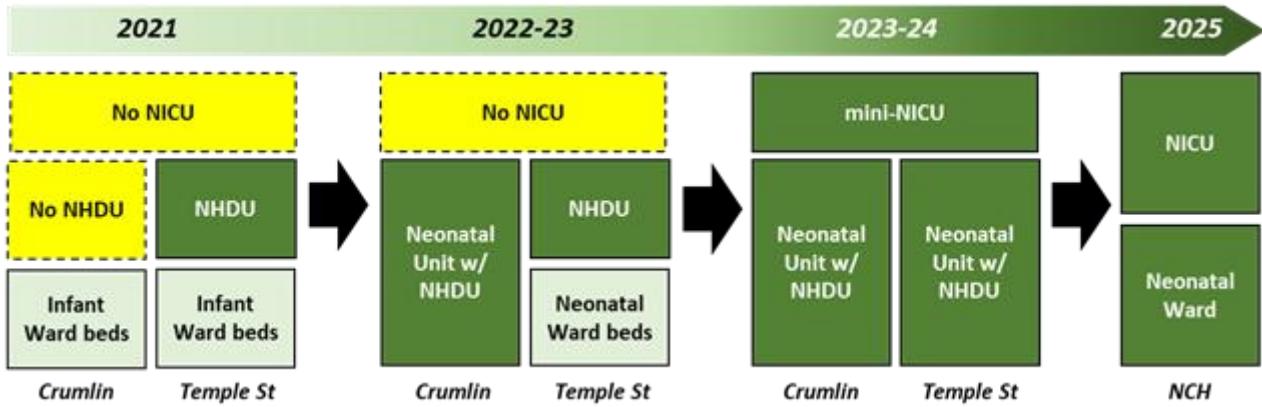 2021
2022-23
2023-24
2025
No NICU
No NHDU
NHDU
Infant
Ward beds
Infant
Ward beds
Crumlin
Temple St
No NICU
Neonatal
Unit w/
NHDU
NHDU
Neonatal
Ward beds
Crumlin
Temple St
mini-NICU
Neonatal
Unit w/
NHDU
Neonatal
Unit w/
NHDU
Crumlin
Temple St
NICU
Neonatal
Ward
NCH